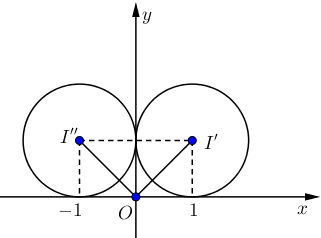 y
I″ I′
−1 O 1 x